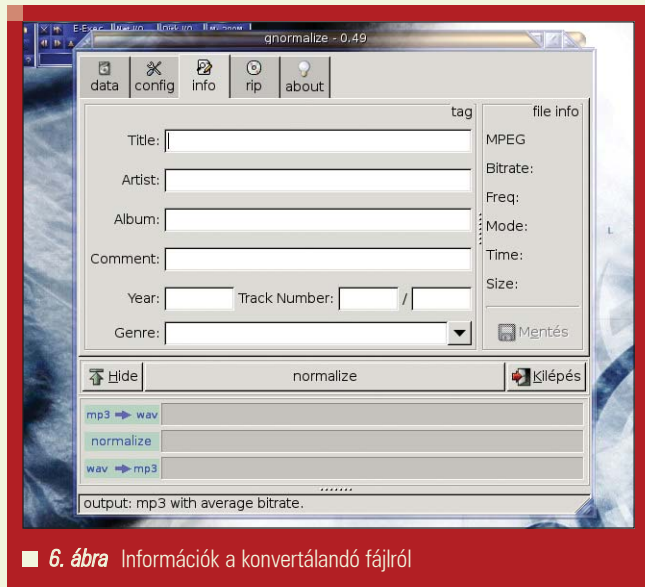 gnormalize - 0.49
data config info rip about
tag
Title:
Artist:
Album:
Comment:
Year: Track Number: /
Genre:
file info
MPEG
Bitrate:
Freq:
Mode:
Time:
Size:
Mentés
Hide normalize Kilépés
mp3 wav
normalize
wav mp3
output: mp3 with average bitrate.
6. ábra Információk a konvertálandó fájlról